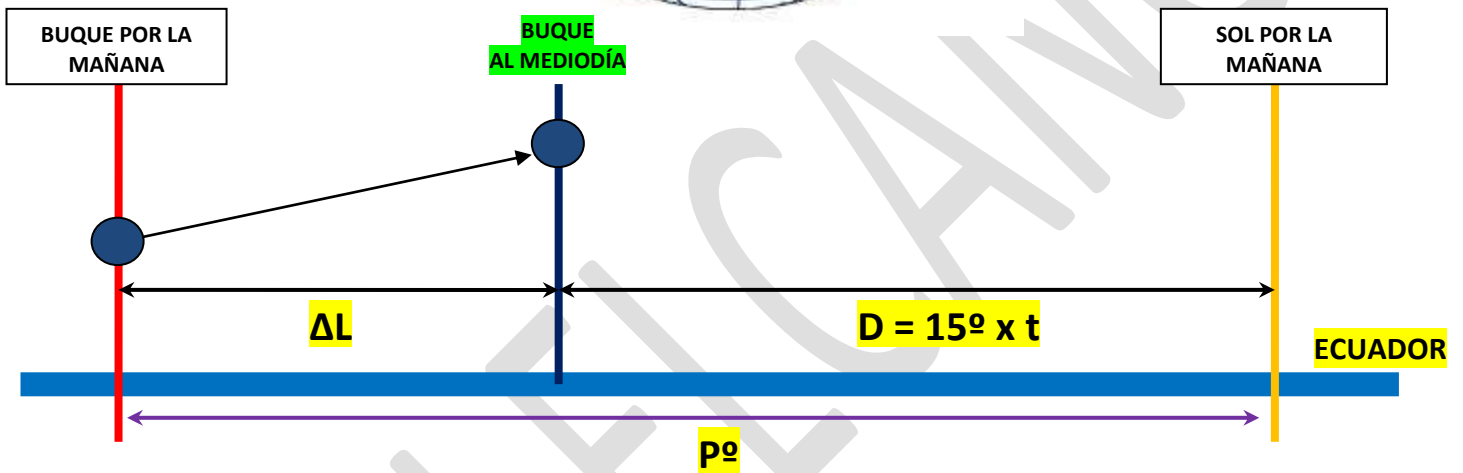 BUQUE POR LA
MAÑANA
BUQUE
AL MEDIODÍA
SOL POR LA
MAÑANA
ΔL
D = 15º x t
ECUADOR
Pº